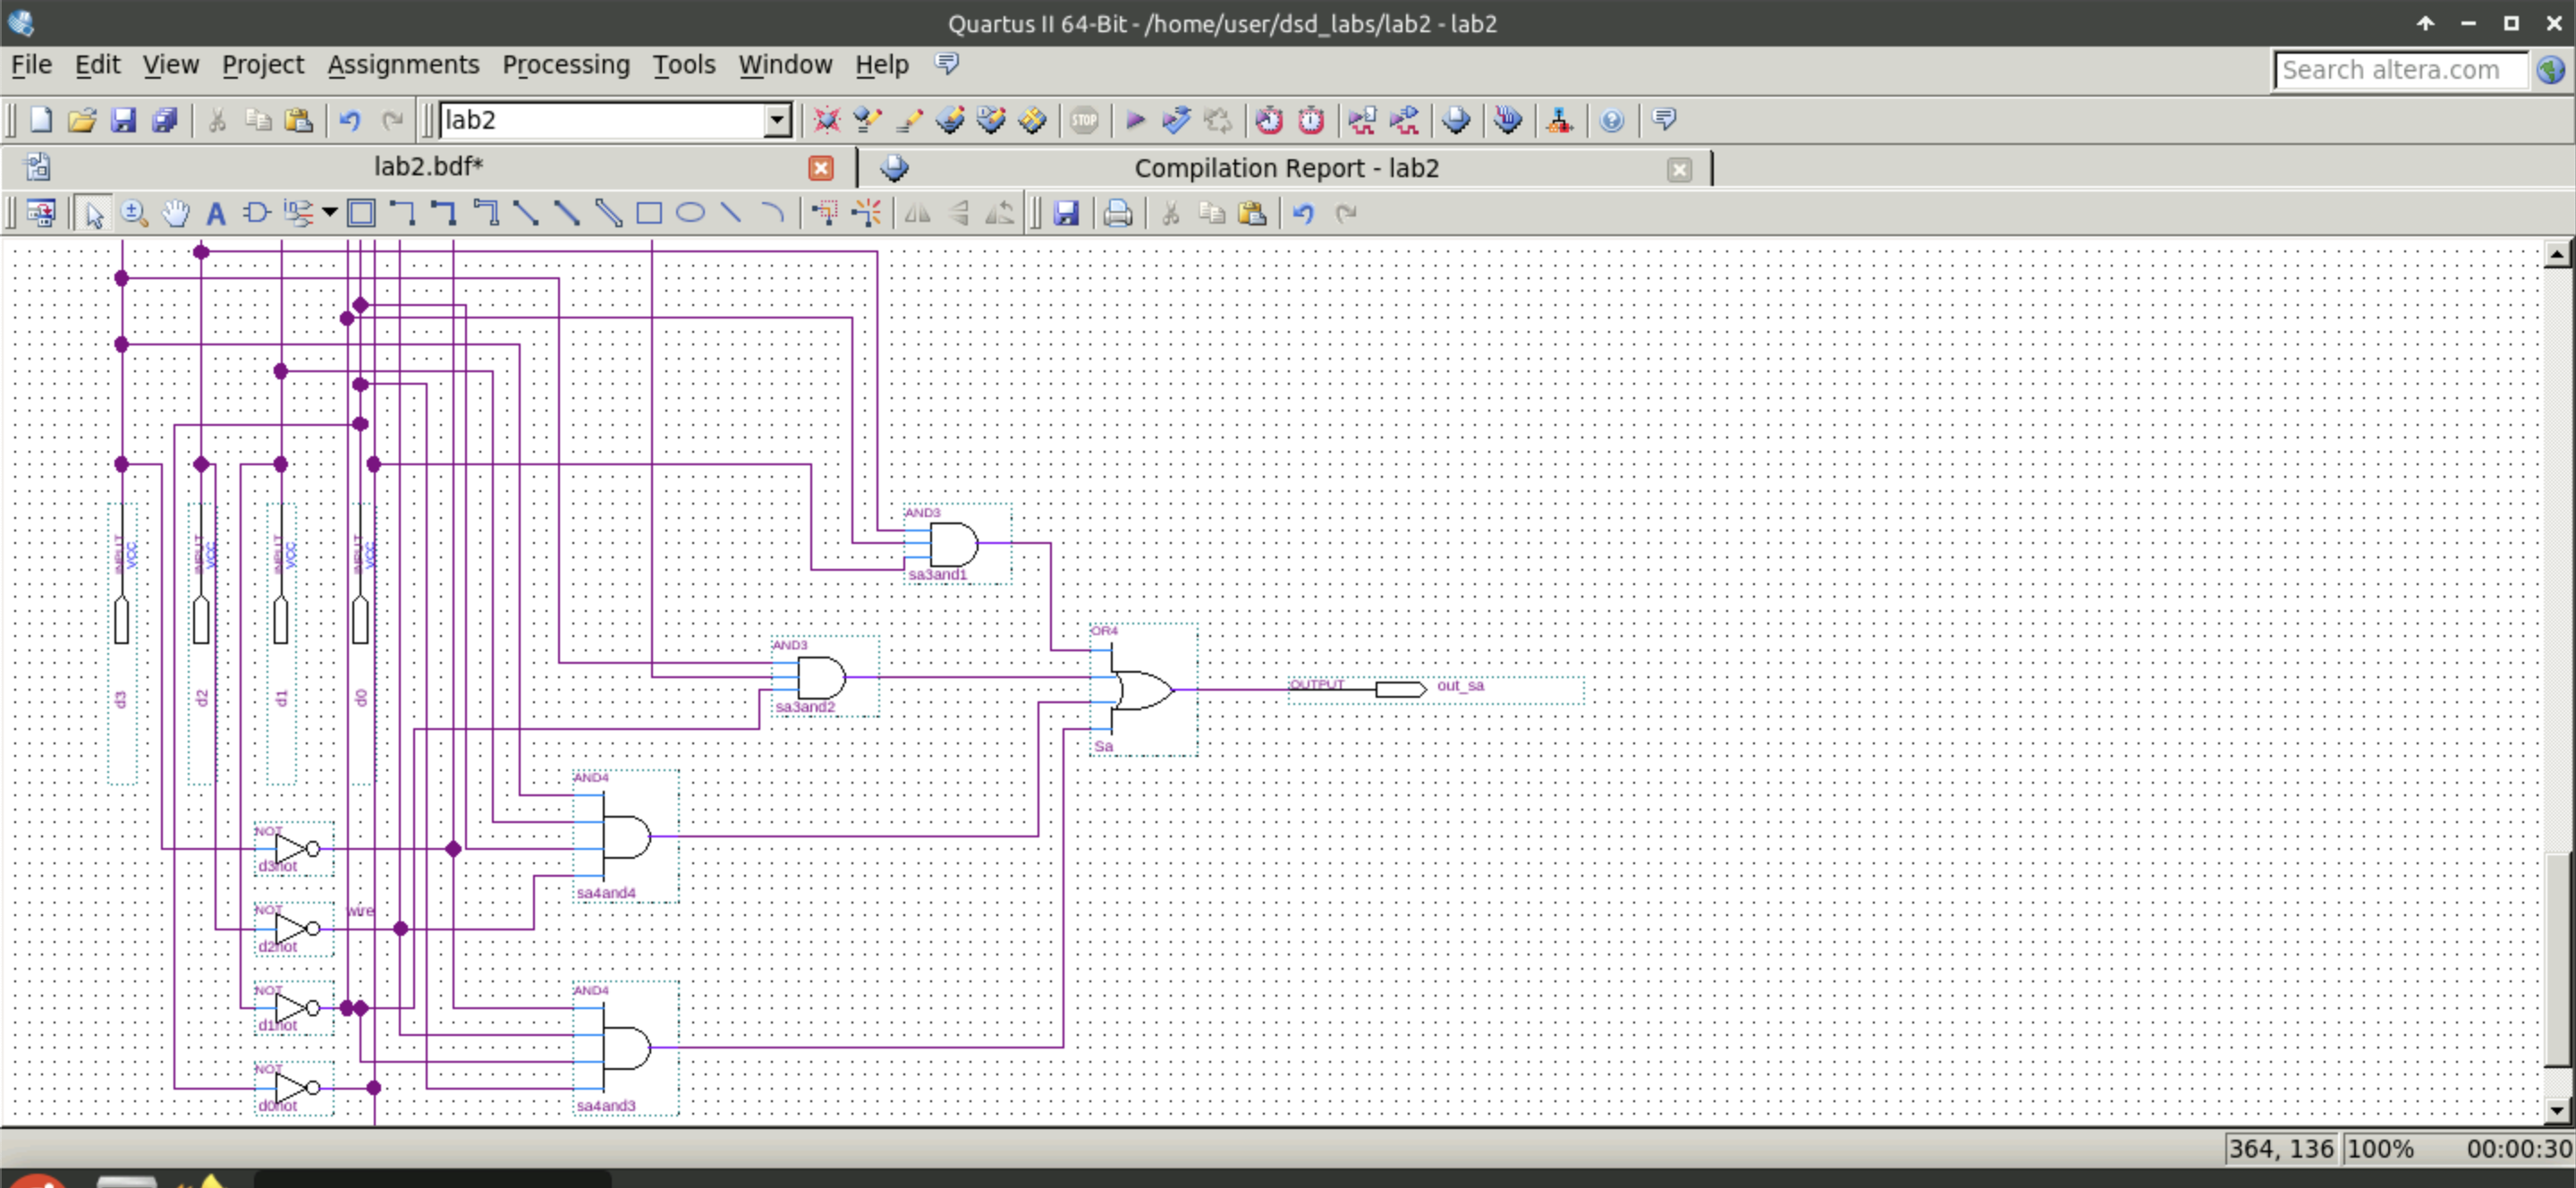 Quartus II 64-Bit - /home/user/dsd_labs/lab2 - lab2
File Edit View Project Assignments Processing Tools Window Help
Search altera.com
lab2
STOP
lab2.bdf*
Compilation Report - lab2
AND3
sa3and1
INPUT
VCC
INPUT
VCC
INPUT
VCC
INPUT
VCC
d3
d2
d1
d0
AND3
sa3and2
OR4
Sa
OUTPUT
out_sa
AND4
sa4and4
NOT
d3not
NOT
wire
d2not
NOT
d1not
AND4
sa4and3
NOT
d0not
364, 136
100%
00:00:30